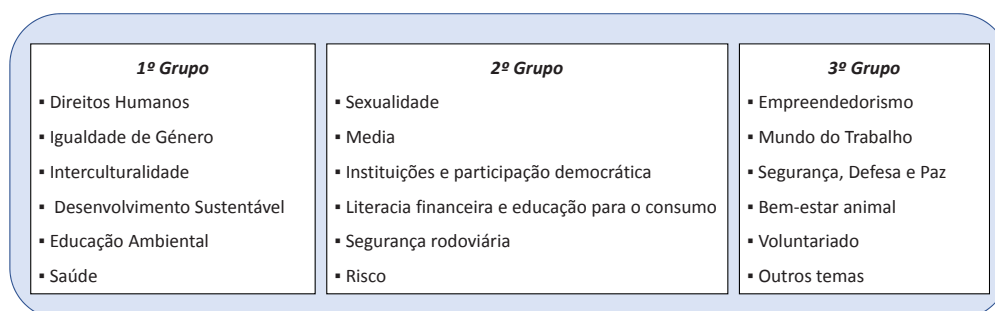 1º Grupo
▪ Direitos Humanos
▪ Igualdade de Género
▪ Interculturalidade
▪ Desenvolvimento Sustentável
▪ Educação Ambiental
▪ Saúde
2º Grupo
▪ Sexualidade
▪ Media
▪ Instituições e participação democrática
▪ Literacia financeira e educação para o consumo
▪ Segurança rodoviária
▪ Risco
3º Grupo
▪ Empreendedorismo
▪ Mundo do Trabalho
▪ Segurança, Defesa e Paz
▪ Bem-estar animal
▪ Voluntariado
▪ Outros temas